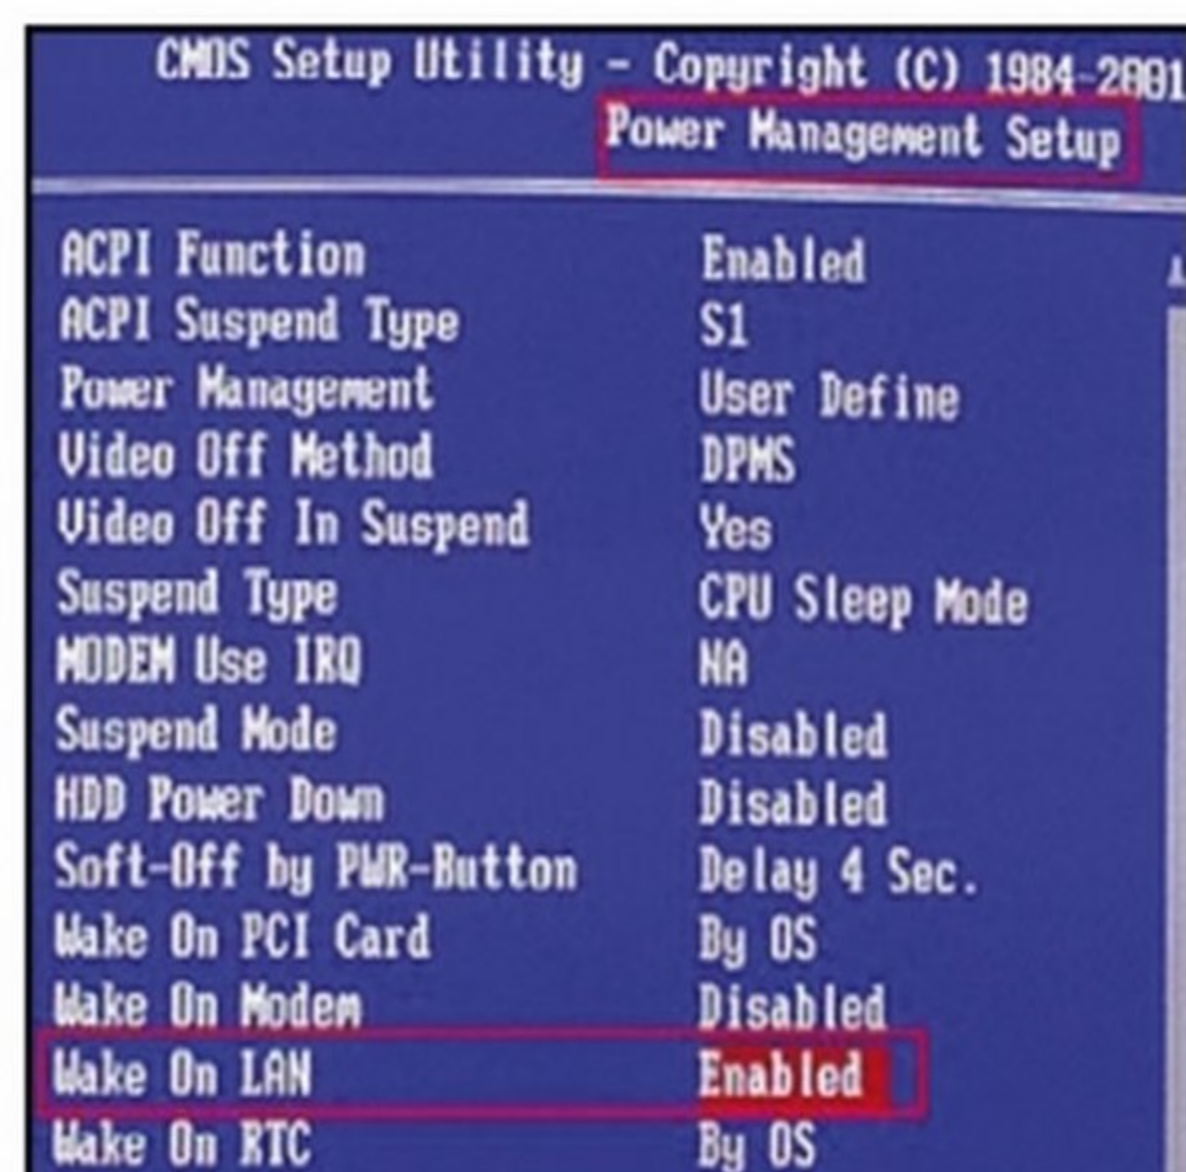 CMOS Setup Utility - Copyright (C) 1984-2001
Power Management Setup
ACPI Function Enabled
ACPI Suspend Type S1
Power Management User Define
Video Off Method DPMS
Video Off In Suspend Yes
Suspend Type CPU Sleep Mode
MODEM Use IRQ NA
Suspend Mode Disabled
HDD Power Down Disabled
Soft-Off by PWR-Button Delay 4 Sec.
Wake On PCI Card By OS
Wake On Modem Disabled
Wake On LAN Enabled
Wake On RTC By OS